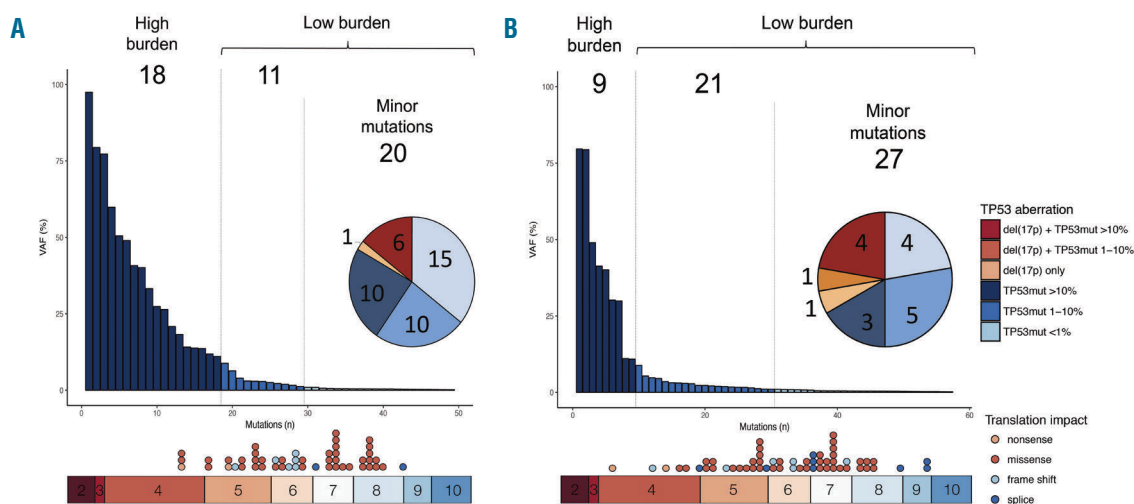 A
High
burden
18
Low burden
11
Minor
mutations
20
100
75
50
25
0
VAF (%)
1
6
15
10
10
0
10
20
30
40
50
Mutations (n)
2
3
4
5
6
7
8
9
10
B
High
burden
9
Low burden
21
Minor
mutations
27
100
75
50
25
0
VAF (%)
4
4
1
1
3
5
0
20
40
60
Mutations (n)
2
3
4
5
6
7
8
9
10
TP53 aberration
del(17p) + TP53mut >10%
del(17p) + TP53mut 1–10%
del(17p) only
TP53mut >10%
TP53mut 1–10%
TP53mut <1%
Translation impact
nonsense
missense
frame shift
splice